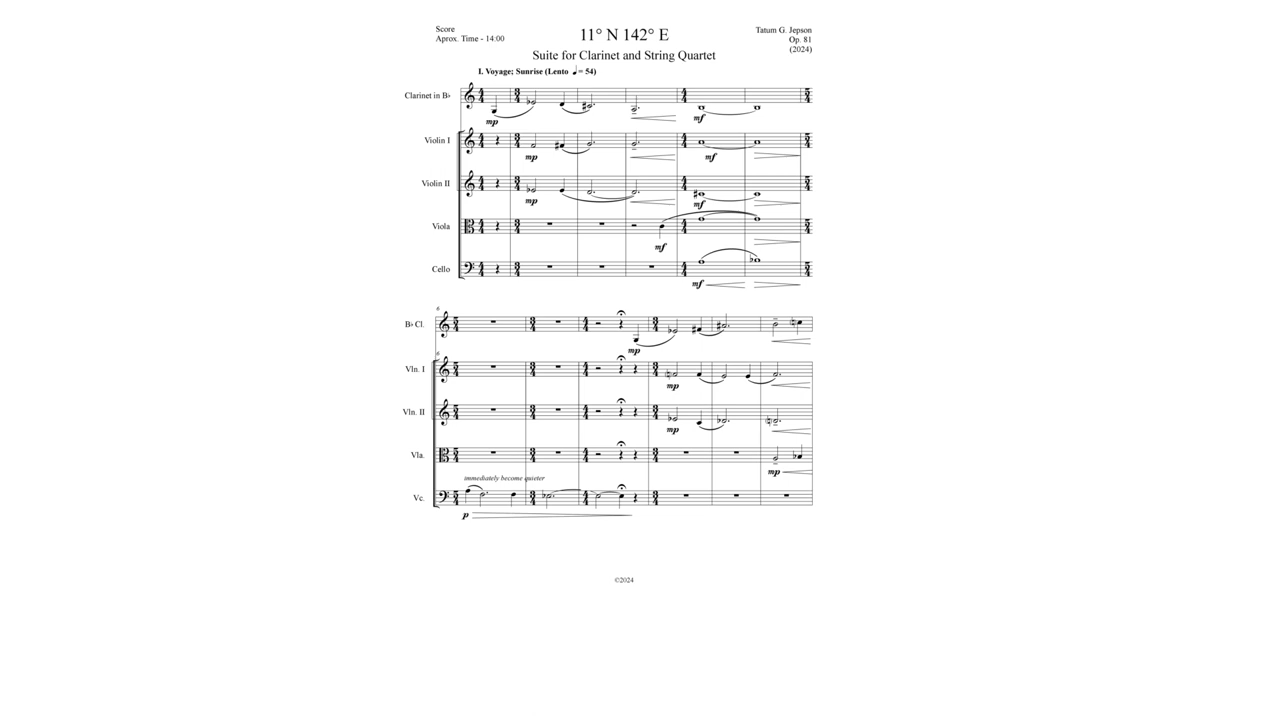 Score
Aprox. Time - 14:00
11° N 142° E
Tatum G. Jepson
Op. 81
(2024)
Suite for Clarinet and String Quartet
I. Voyage; Sunrise (Lento ♩= 54)
Clarinet in B♭
mp
mf
Violin I
mp
mf
Violin II
mp
mf
Viola
mf
Cello
mf
6
B♭ Cl.
mp
6
Vln. I
mp
Vln. II
mp
Vla.
mp
immediately become quieter
Vc.
p
©2024